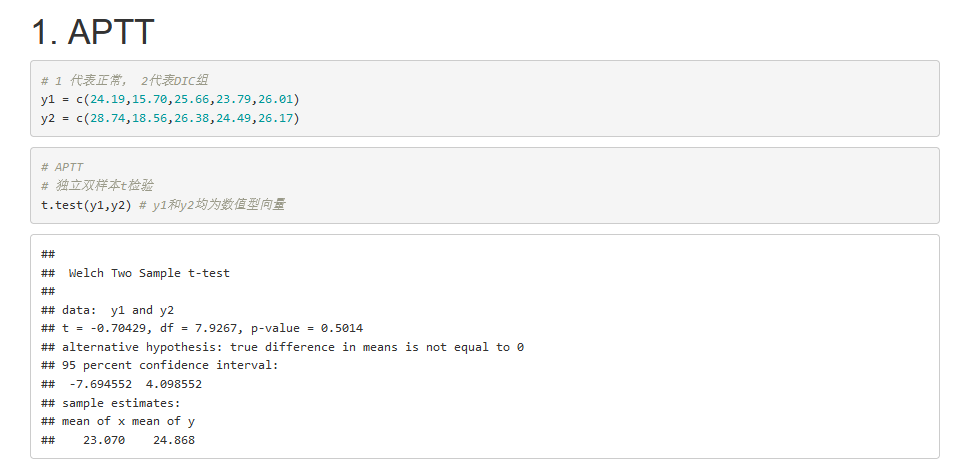 1. APTT
# 1 代表正常， 2代表DIC组
y1 = c(24.19,15.70,25.66,23.79,26.01)
y2 = c(28.74,18.56,26.38,24.49,26.17)
# APTT
# 独立双样本t检验
t.test(y1,y2) # y1和y2均为数值型向量
##
##  Welch Two Sample t-test
##
## data:  y1 and y2
## t = -0.70429, df = 7.9267, p-value = 0.5014
## alternative hypothesis: true difference in means is not equal to 0
## 95 percent confidence interval:
##  -7.694552  4.098552
## sample estimates:
## mean of x mean of y
##    23.070    24.868